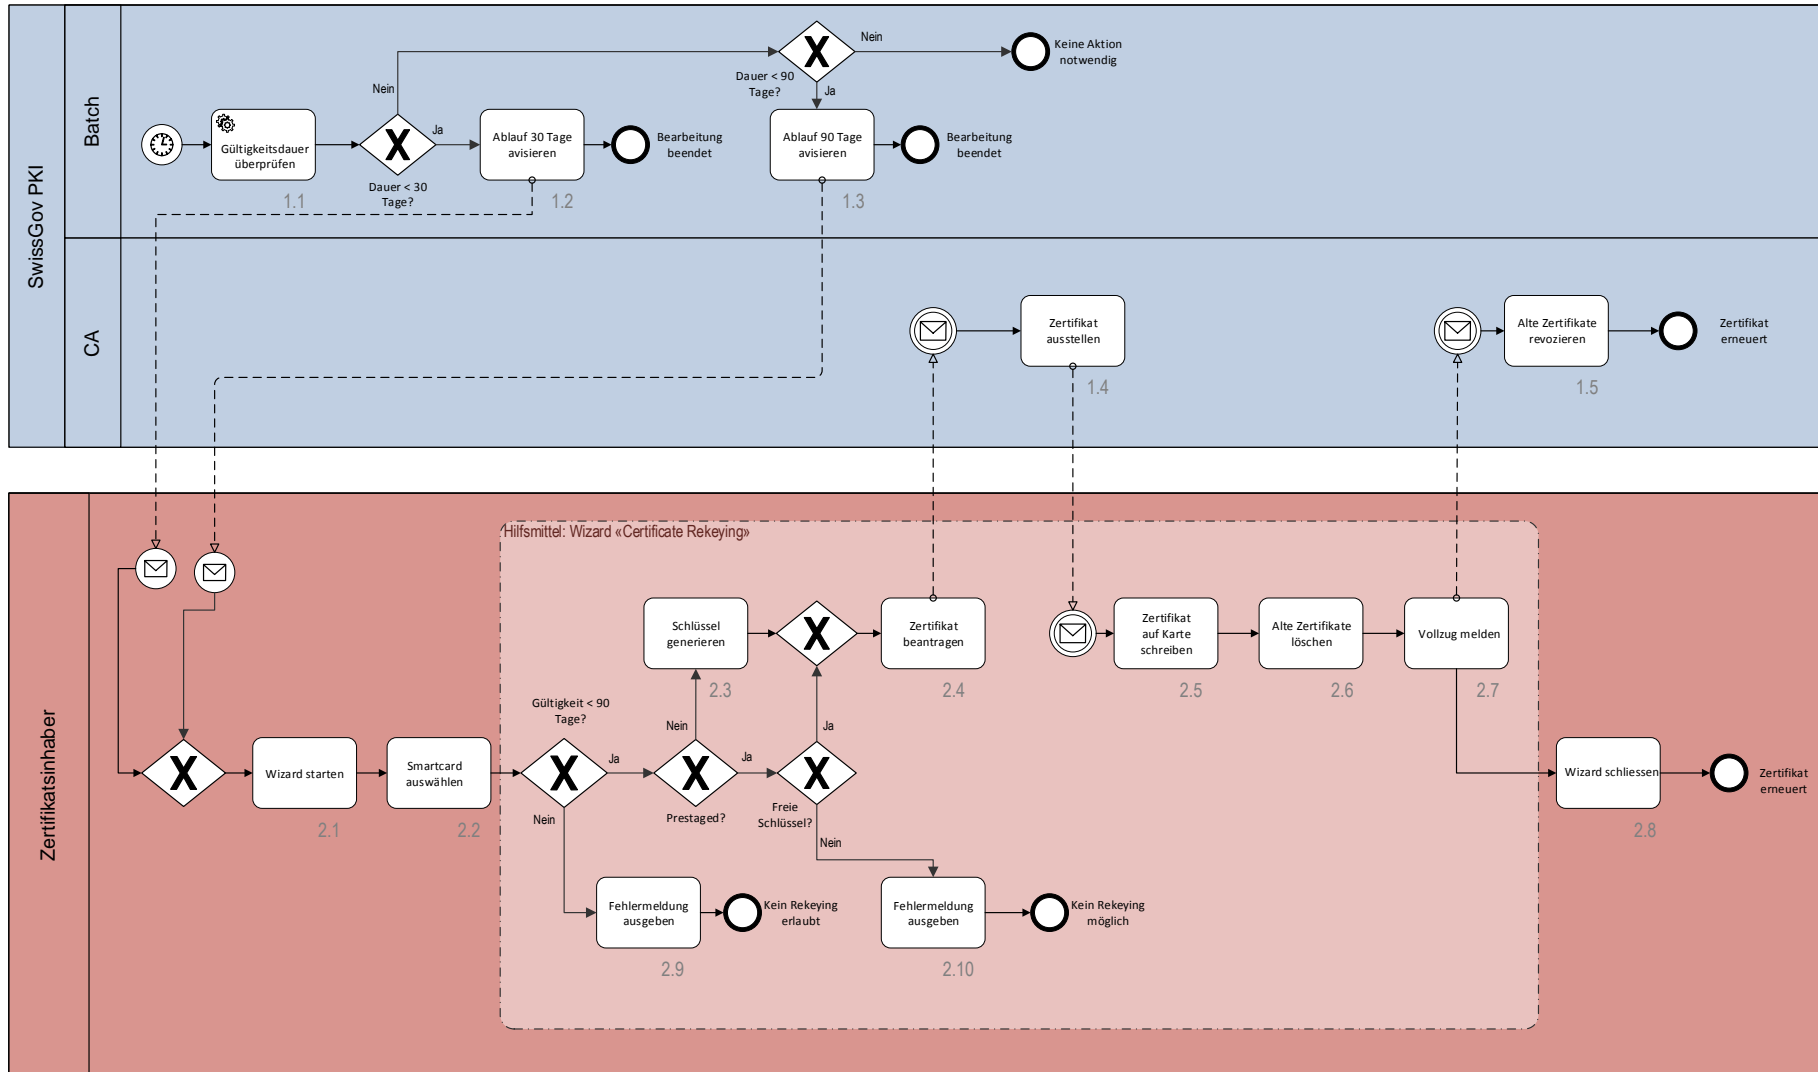 SwissGov PKI
Batch
Nein
Keine Aktion
notwendig
Dauer < 90
Tage?
Nein
Ja
Gültigkeitsdauer
überprüfen
Ja
Ablauf 30 Tage
avisieren
Bearbeitung
beendet
Ablauf 90 Tage
avisieren
Bearbeitung
beendet
Dauer < 30
Tage?
1.1
1.2
1.3
CA
Zertifikat
ausstellen
Alte Zertifikate
revozieren
Zertifikat
erneuert
1.4
1.5
Zertifikatsinhaber
Hilfsmittel: Wizard «Certificate Rekeying»
Schlüssel
generieren
Zertifikat
beantragen
Zertifikat
auf Karte
schreiben
Alte Zertifikate
löschen
Vollzug melden
2.3
2.4
2.5
2.6
2.7
Gültigkeit < 90
Tage?
Nein
Ja
Wizard starten
Smartcard
auswählen
Ja
Ja
Wizard schliessen
Zertifikat
erneuert
2.1
2.2
Nein
Prestaged?
Freie
Schlüssel?
Nein
2.8
Fehlermeldung
ausgeben
Kein Rekeying
erlaubt
Fehlermeldung
ausgeben
Kein Rekeying
möglich
2.9
2.10